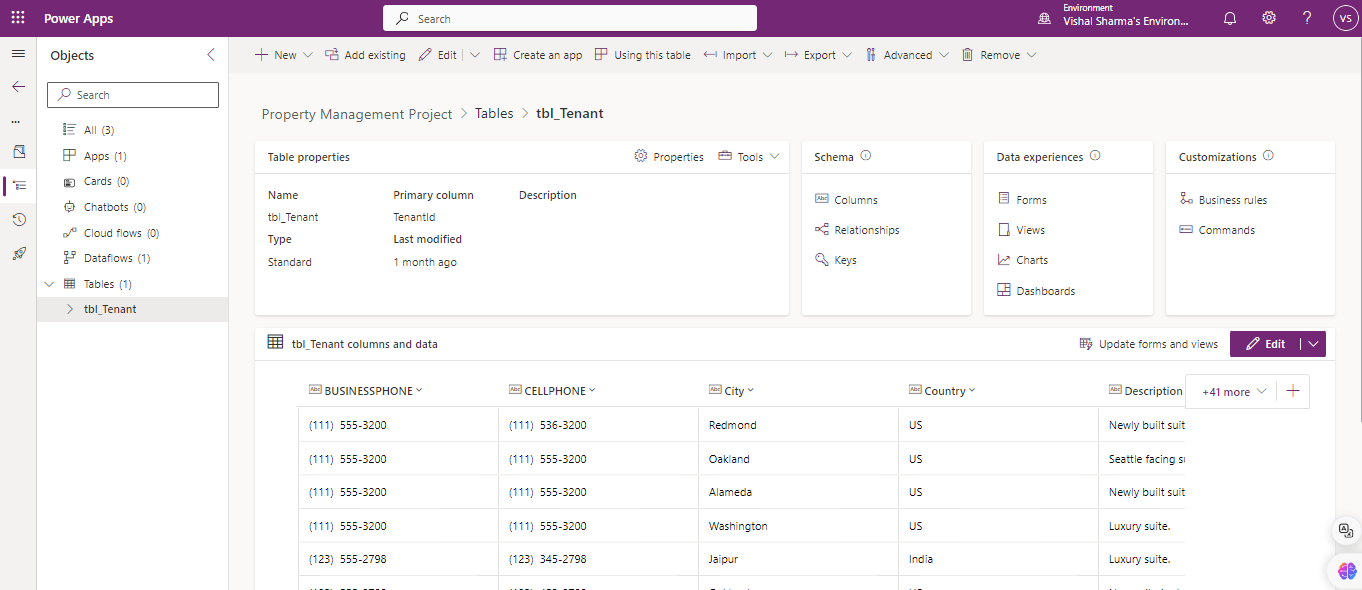 Power Apps
Search
Environment
Vishal Sharma's Environ...
VS
Objects
New
Add existing
Edit
Create an app
Using this table
Import
Export
Advanced
Remove
Search
All (3)
Apps (1)
Cards (0)
Chatbots (0)
Cloud flows (0)
Dataflows (1)
Tables (1)
tbl_Tenant
Property Management Project > Tables > tbl_Tenant
Table properties
Properties
Tools
Name
Primary column
Description
tbl_Tenant
TenantId
Type
Last modified
Standard
1 month ago
Schema
Columns
Relationships
Keys
Data experiences
Forms
Views
Charts
Dashboards
Customizations
Business rules
Commands
tbl_Tenant columns and data
Update forms and views
Edit
BUSINESSPHONE CELLPHONE City Country Description +41 more
(111) 555-3200 (111) 536-3200 Redmond US Newly built suit
(111) 555-3200 (111) 555-3200 Oakland US Seattle facing su
(111) 555-3200 (111) 555-3200 Alameda US Newly built suit
(111) 555-3200 (111) 555-3200 Washington US Luxury suite.
(123) 555-2798 (123) 345-2798 Jaipur India Luxury suite.